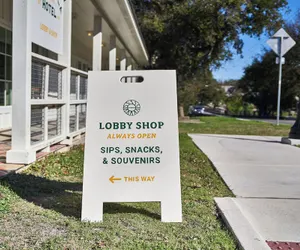 HOTEL
LOBBY SHOP
ALWAYS OPEN
SIPS, SNACKS,
& SOUVENIRS
← THIS WAY